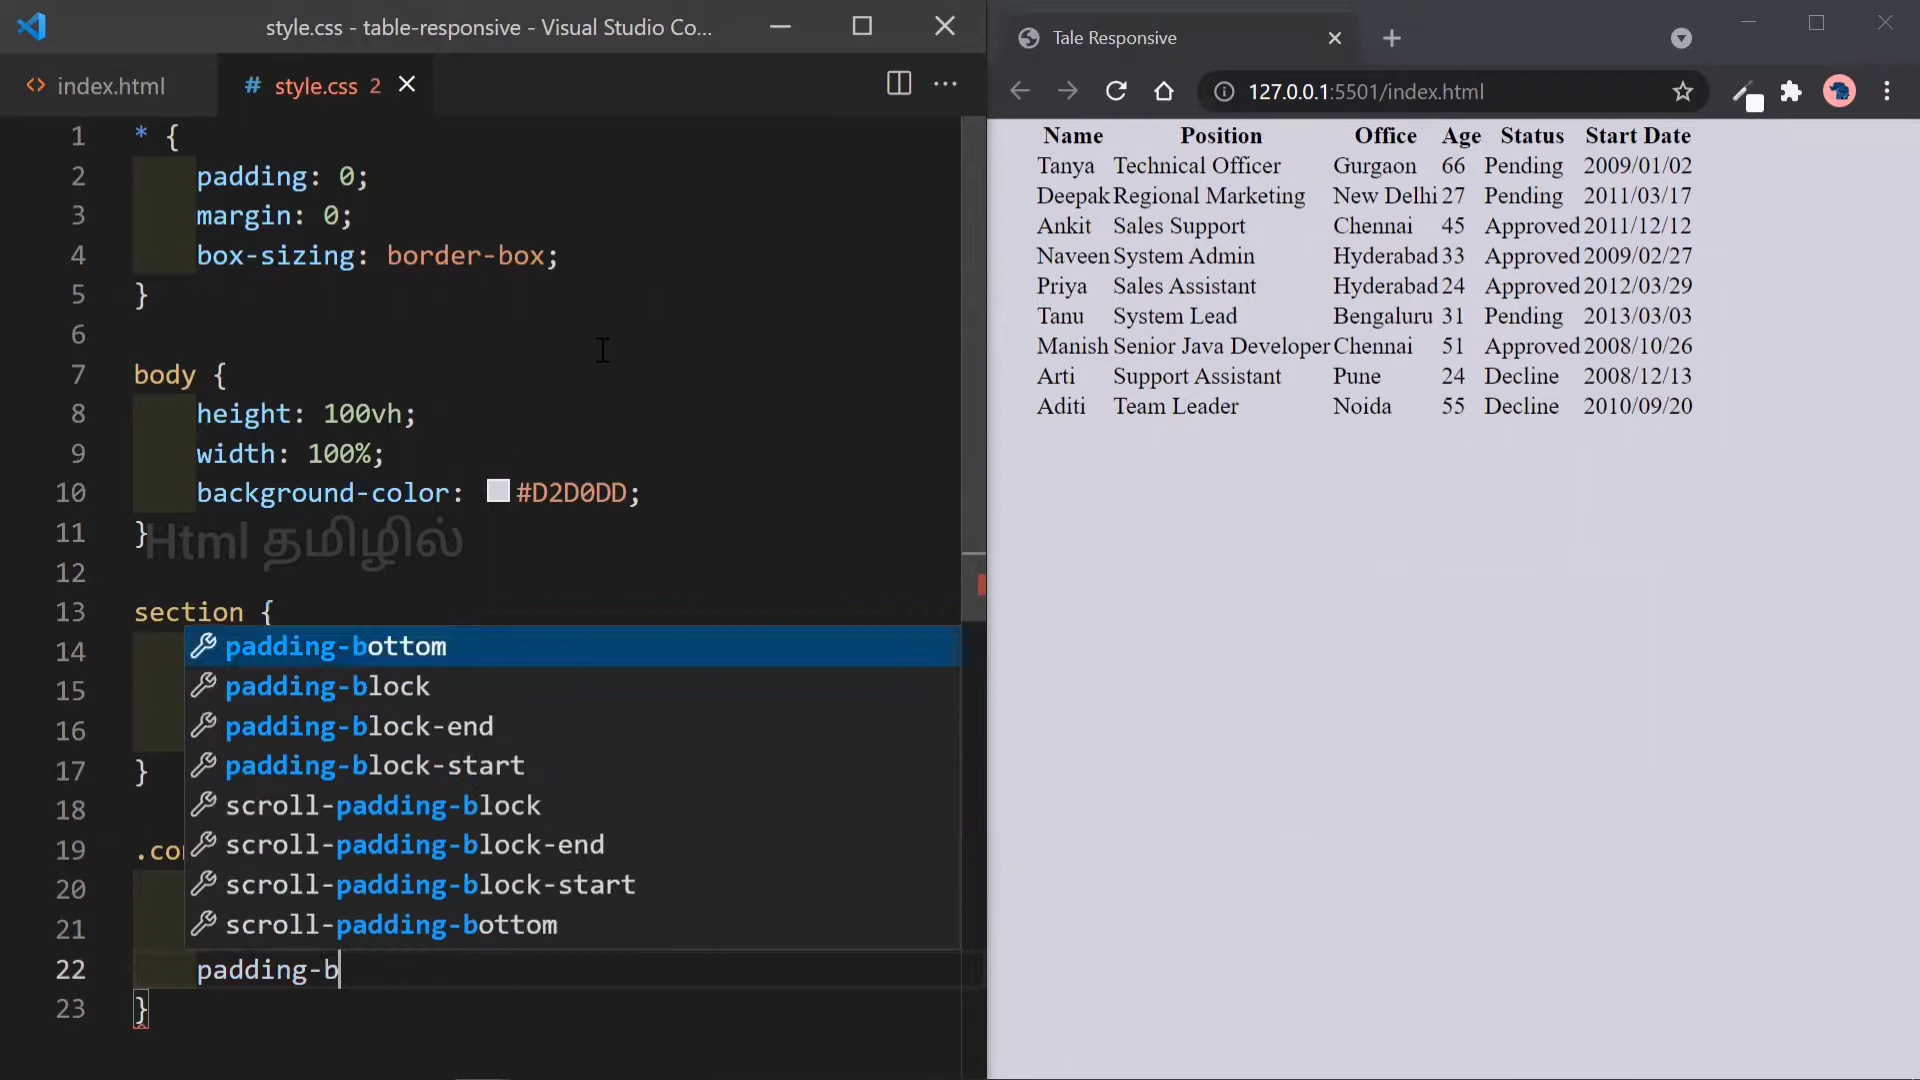 style.css - table-responsive - Visual Studio Co...
index.html
# style.css 2
1 * {
2 padding: 0;
3 margin: 0;
4 box-sizing: border-box;
5 }
6
7 body {
8 height: 100vh;
9 width: 100%;
10 background-color: #D2D0DD;
11 }
Html தமிழில்
12
13 section {
14 padding-bottom
15 padding-block
16 padding-block-end
17 } padding-block-start
18 scroll-padding-block
19 .co scroll-padding-block-end
20 scroll-padding-block-start
21 scroll-padding-bottom
22 padding-b
23 }
Tale Responsive
127.0.0.1:5501/index.html
Name Position Office Age Status Start Date
Tanya Technical Officer Gurgaon 66 Pending 2009/01/02
Deepak Regional Marketing New Delhi 27 Pending 2011/03/17
Ankit Sales Support Chennai 45 Approved 2011/12/12
Naveen System Admin Hyderabad 33 Approved 2009/02/27
Priya Sales Assistant Hyderabad 24 Approved 2012/03/29
Tanu System Lead Bengaluru 31 Pending 2013/03/03
Manish Senior Java Developer Chennai 51 Approved 2008/10/26
Arti Support Assistant Pune 24 Decline 2008/12/13
Aditi Team Leader Noida 55 Decline 2010/09/20